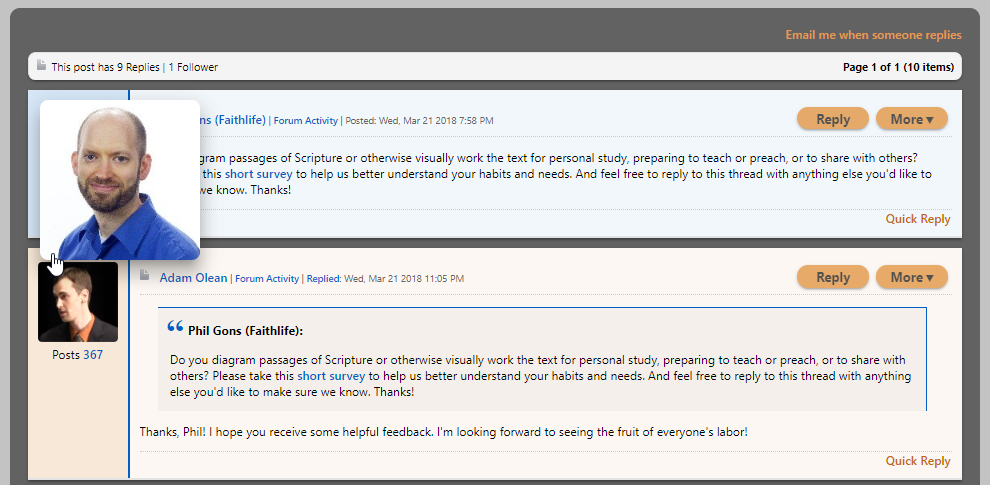 Email me when someone replies
This post has 9 Replies | 1 Follower
Page 1 of 1 (10 items)
(Faithlife) | Forum Activity | Posted: Wed, Mar 21 2018 7:58 PM
Reply
More ▾
passages of Scripture or otherwise visually work the text for personal study, preparing to teach or preach, or to share with others?
this short survey to help us better understand your habits and needs. And feel free to reply to this thread with anything else you'd like to
we know. Thanks!
Quick Reply
Adam Olean | Forum Activity | Replied: Wed, Mar 21 2018 11:05 PM
Reply
More ▾
Posts 367
“ Phil Gons (Faithlife):
Do you diagram passages of Scripture or otherwise visually work the text for personal study, preparing to teach or preach, or to share with
others? Please take this short survey to help us better understand your habits and needs. And feel free to reply to this thread with anything
else you'd like to make sure we know. Thanks!
Thanks, Phil! I hope you receive some helpful feedback. I'm looking forward to seeing the fruit of everyone's labor!
Quick Reply